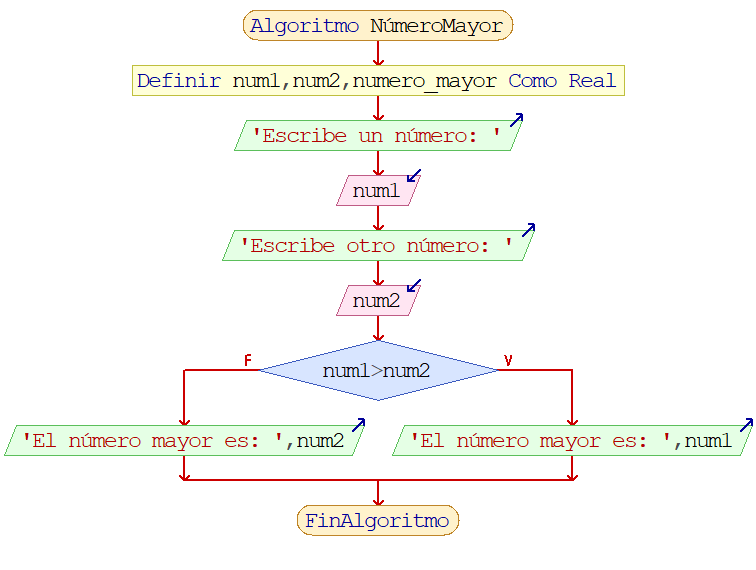 Algoritmo NúmeroMayor
Definir num1,num2,numero_mayor Como Real
'Escribe un número: '
num1
'Escribe otro número: '
num2
F
V
num1>num2
'El número mayor es: ',num2
'El número mayor es: ',num1
FinAlgoritmo